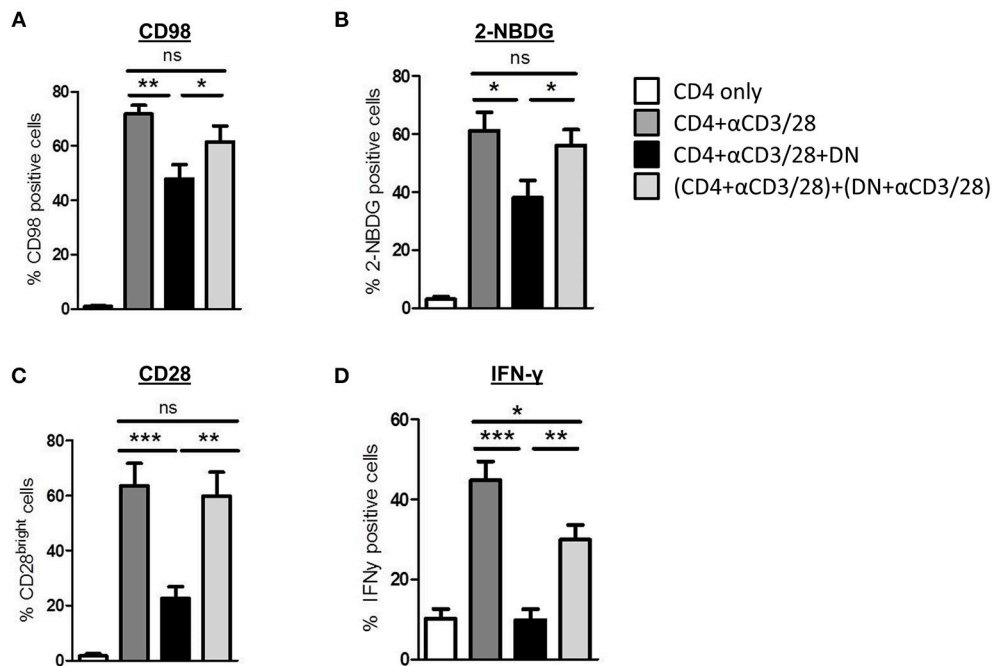 A
CD98
ns
**
*
% CD98 positive cells
80
60
40
20
0
B
2-NBDG
ns
*
*
% 2-NBDG positive cells
80
60
40
20
0
CD4 only
CD4+αCD3/28
CD4+αCD3/28+DN
(CD4+αCD3/28)+(DN+αCD3/28)
C
CD28
ns
***
**
% CD28bright cells
80
60
40
20
0
D
IFN-γ
*
***
**
% IFNγ positive cells
60
40
20
0